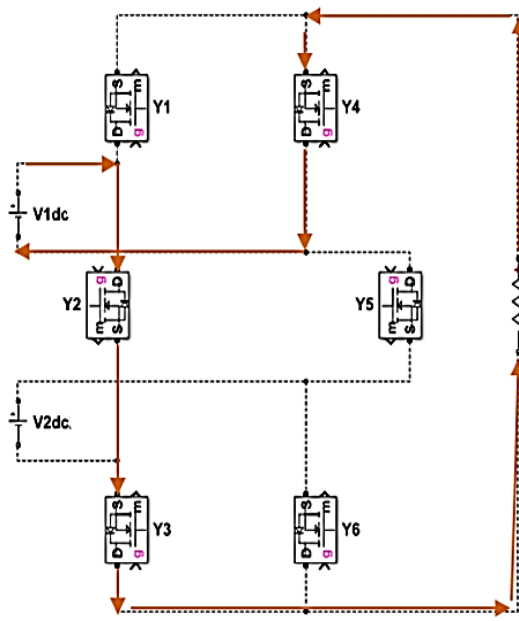 S m
Y1
D g
S m
Y4
D g
+
V1dc
g D
Y2
m S
g D
Y5
m S
+
V2dc.
S m
Y3
D g
S m
Y6
D g